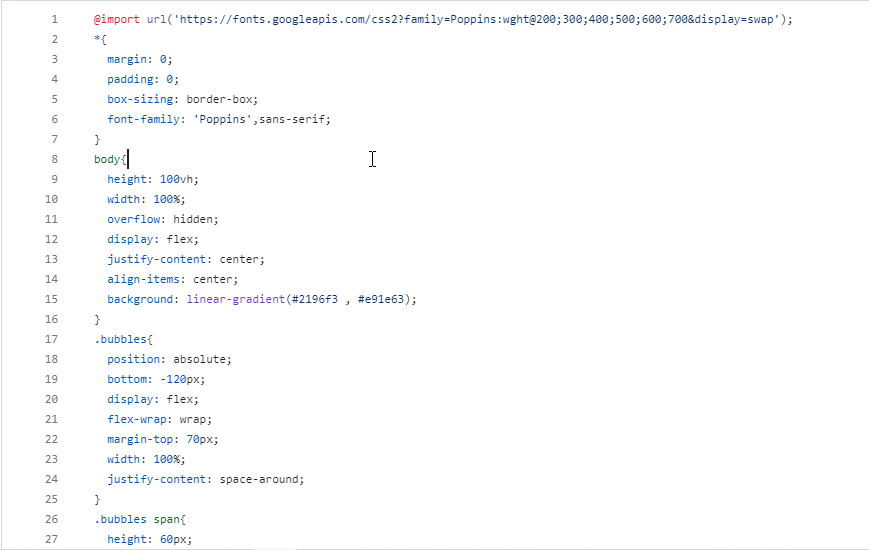 1 @import url('https://fonts.googleapis.com/css2?family=Poppins:wght@200;300;400;500;600;700&display=swap');
2 *{
3 margin: 0;
4 padding: 0;
5 box-sizing: border-box;
6 font-family: 'Poppins',sans-serif;
7 }
8 body{
9 height: 100vh;
10 width: 100%;
11 overflow: hidden;
12 display: flex;
13 justify-content: center;
14 align-items: center;
15 background: linear-gradient(#2196f3 , #e91e63);
16 }
17 .bubbles{
18 position: absolute;
19 bottom: -120px;
20 display: flex;
21 flex-wrap: wrap;
22 margin-top: 70px;
23 width: 100%;
24 justify-content: space-around;
25 }
26 .bubbles span{
27 height: 60px;